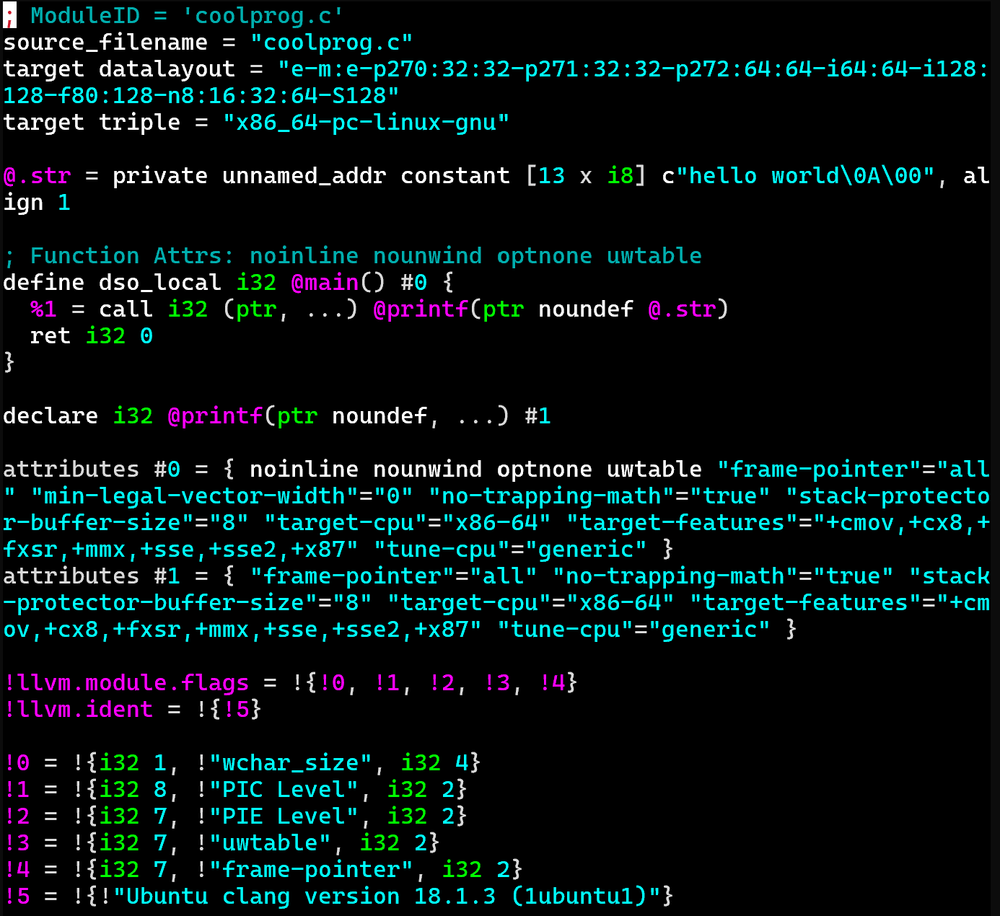 ; ModuleID = 'coolprog.c'
source_filename = "coolprog.c"
target datalayout = "e-m:e-p270:32:32-p271:32:32-p272:64:64-i64:64-i128:
128-f80:128-n8:16:32:64-S128"
target triple = "x86_64-pc-linux-gnu"

@.str = private unnamed_addr constant [13 x i8] c"hello world\0A\00", al
ign 1

; Function Attrs: noinline nounwind optnone uwtable
define dso_local i32 @main() #0 {
  %1 = call i32 (ptr, ...) @printf(ptr noundef @.str)
  ret i32 0
}

declare i32 @printf(ptr noundef, ...) #1

attributes #0 = { noinline nounwind optnone uwtable "frame-pointer"="all
" "min-legal-vector-width"="0" "no-trapping-math"="true" "stack-protecto
r-buffer-size"="8" "target-cpu"="x86-64" "target-features"="+cmov,+cx8,+
fxsr,+mmx,+sse,+sse2,+x87" "tune-cpu"="generic" }
attributes #1 = { "frame-pointer"="all" "no-trapping-math"="true" "stack
-protector-buffer-size"="8" "target-cpu"="x86-64" "target-features"="+cm
ov,+cx8,+fxsr,+mmx,+sse,+sse2,+x87" "tune-cpu"="generic" }

!llvm.module.flags = !{!0, !1, !2, !3, !4}
!llvm.ident = !{!5}

!0 = !{i32 1, !"wchar_size", i32 4}
!1 = !{i32 8, !"PIC Level", i32 2}
!2 = !{i32 7, !"PIE Level", i32 2}
!3 = !{i32 7, !"uwtable", i32 2}
!4 = !{i32 7, !"frame-pointer", i32 2}
!5 = !{!"Ubuntu clang version 18.1.3 (1ubuntu1)"}